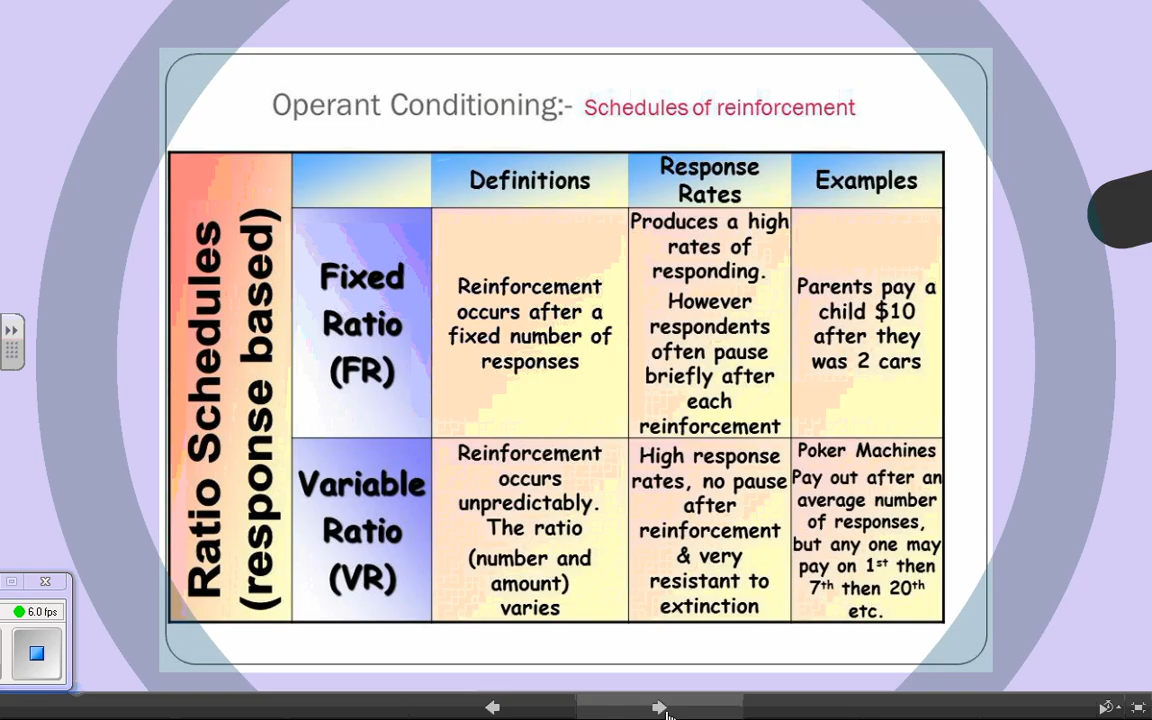 Operant Conditioning:- Schedules of reinforcement
Ratio Schedules
(response based)
Definitions
Response
Rates
Examples
Fixed
Ratio
(FR)
Reinforcement
occurs after a
fixed number of
responses
Produces a high
rates of
responding.
However
respondents
often pause
briefly after
each
reinforcement
Parents pay a
child $10
after they
was 2 cars
Variable
Ratio
(VR)
Reinforcement
occurs
unpredictably.
The ratio
(number and
amount)
varies
High response
rates, no pause
after
reinforcement
& very
resistant to
extinction
Poker Machines
Pay out after an
average number
of responses,
but any one may
pay on 1st then
7th then 20th
etc.
6.0 fps